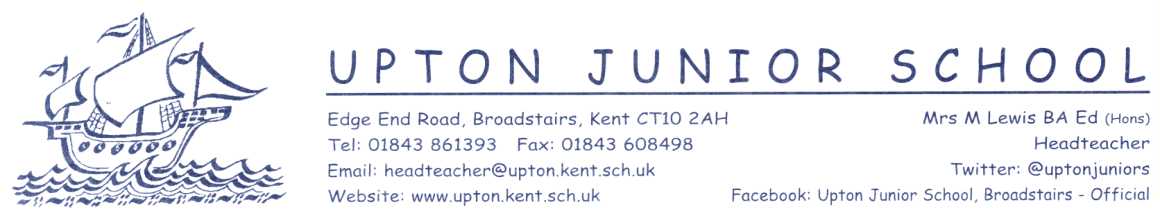 UPTON JUNIOR SCHOOL
Edge End Road, Broadstairs, Kent CT10 2AH
Mrs M Lewis BA Ed (Hons)
Tel: 01843 861393 Fax: 01843 608498
Headteacher
Email: headteacher@upton.kent.sch.uk
Twitter: @uptonjuniors
Website: www.upton.kent.sch.uk
Facebook: Upton Junior School, Broadstairs - Official